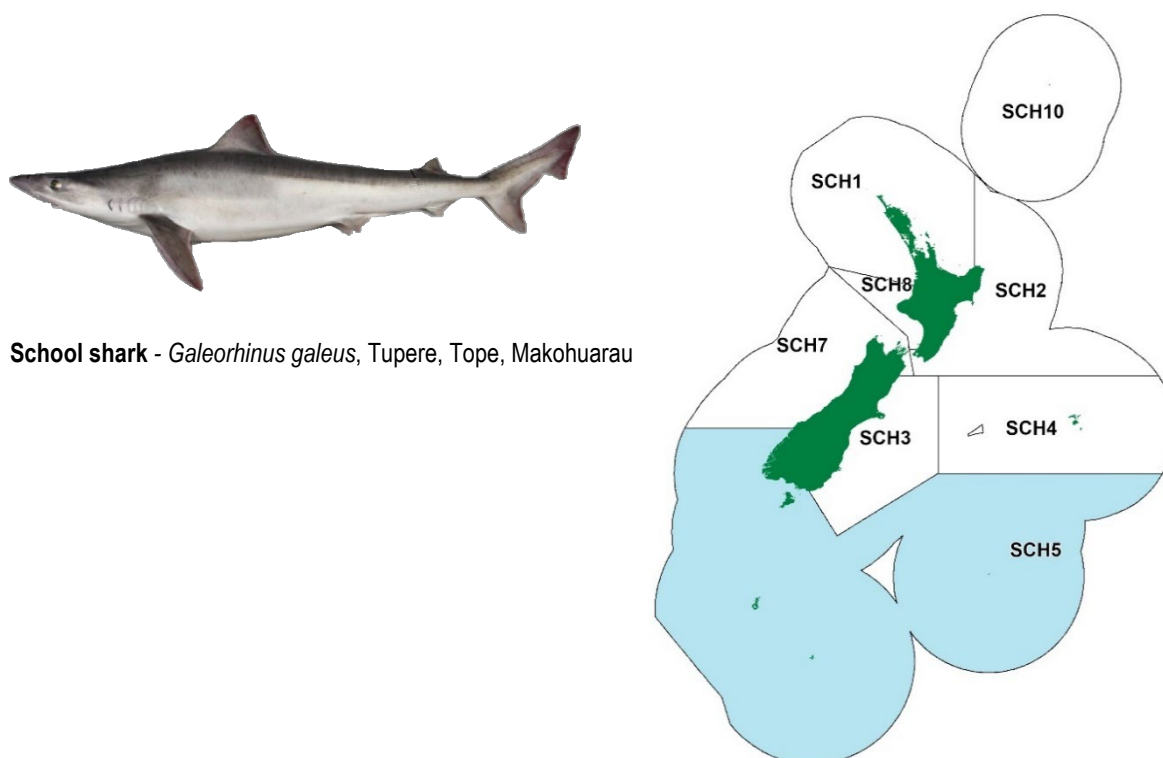 School shark - Galeorhinus galeus, Tupere, Tope, Makohuarau
SCH10
SCH1
SCH8
SCH2
SCH7
SCH3
SCH4
SCH5